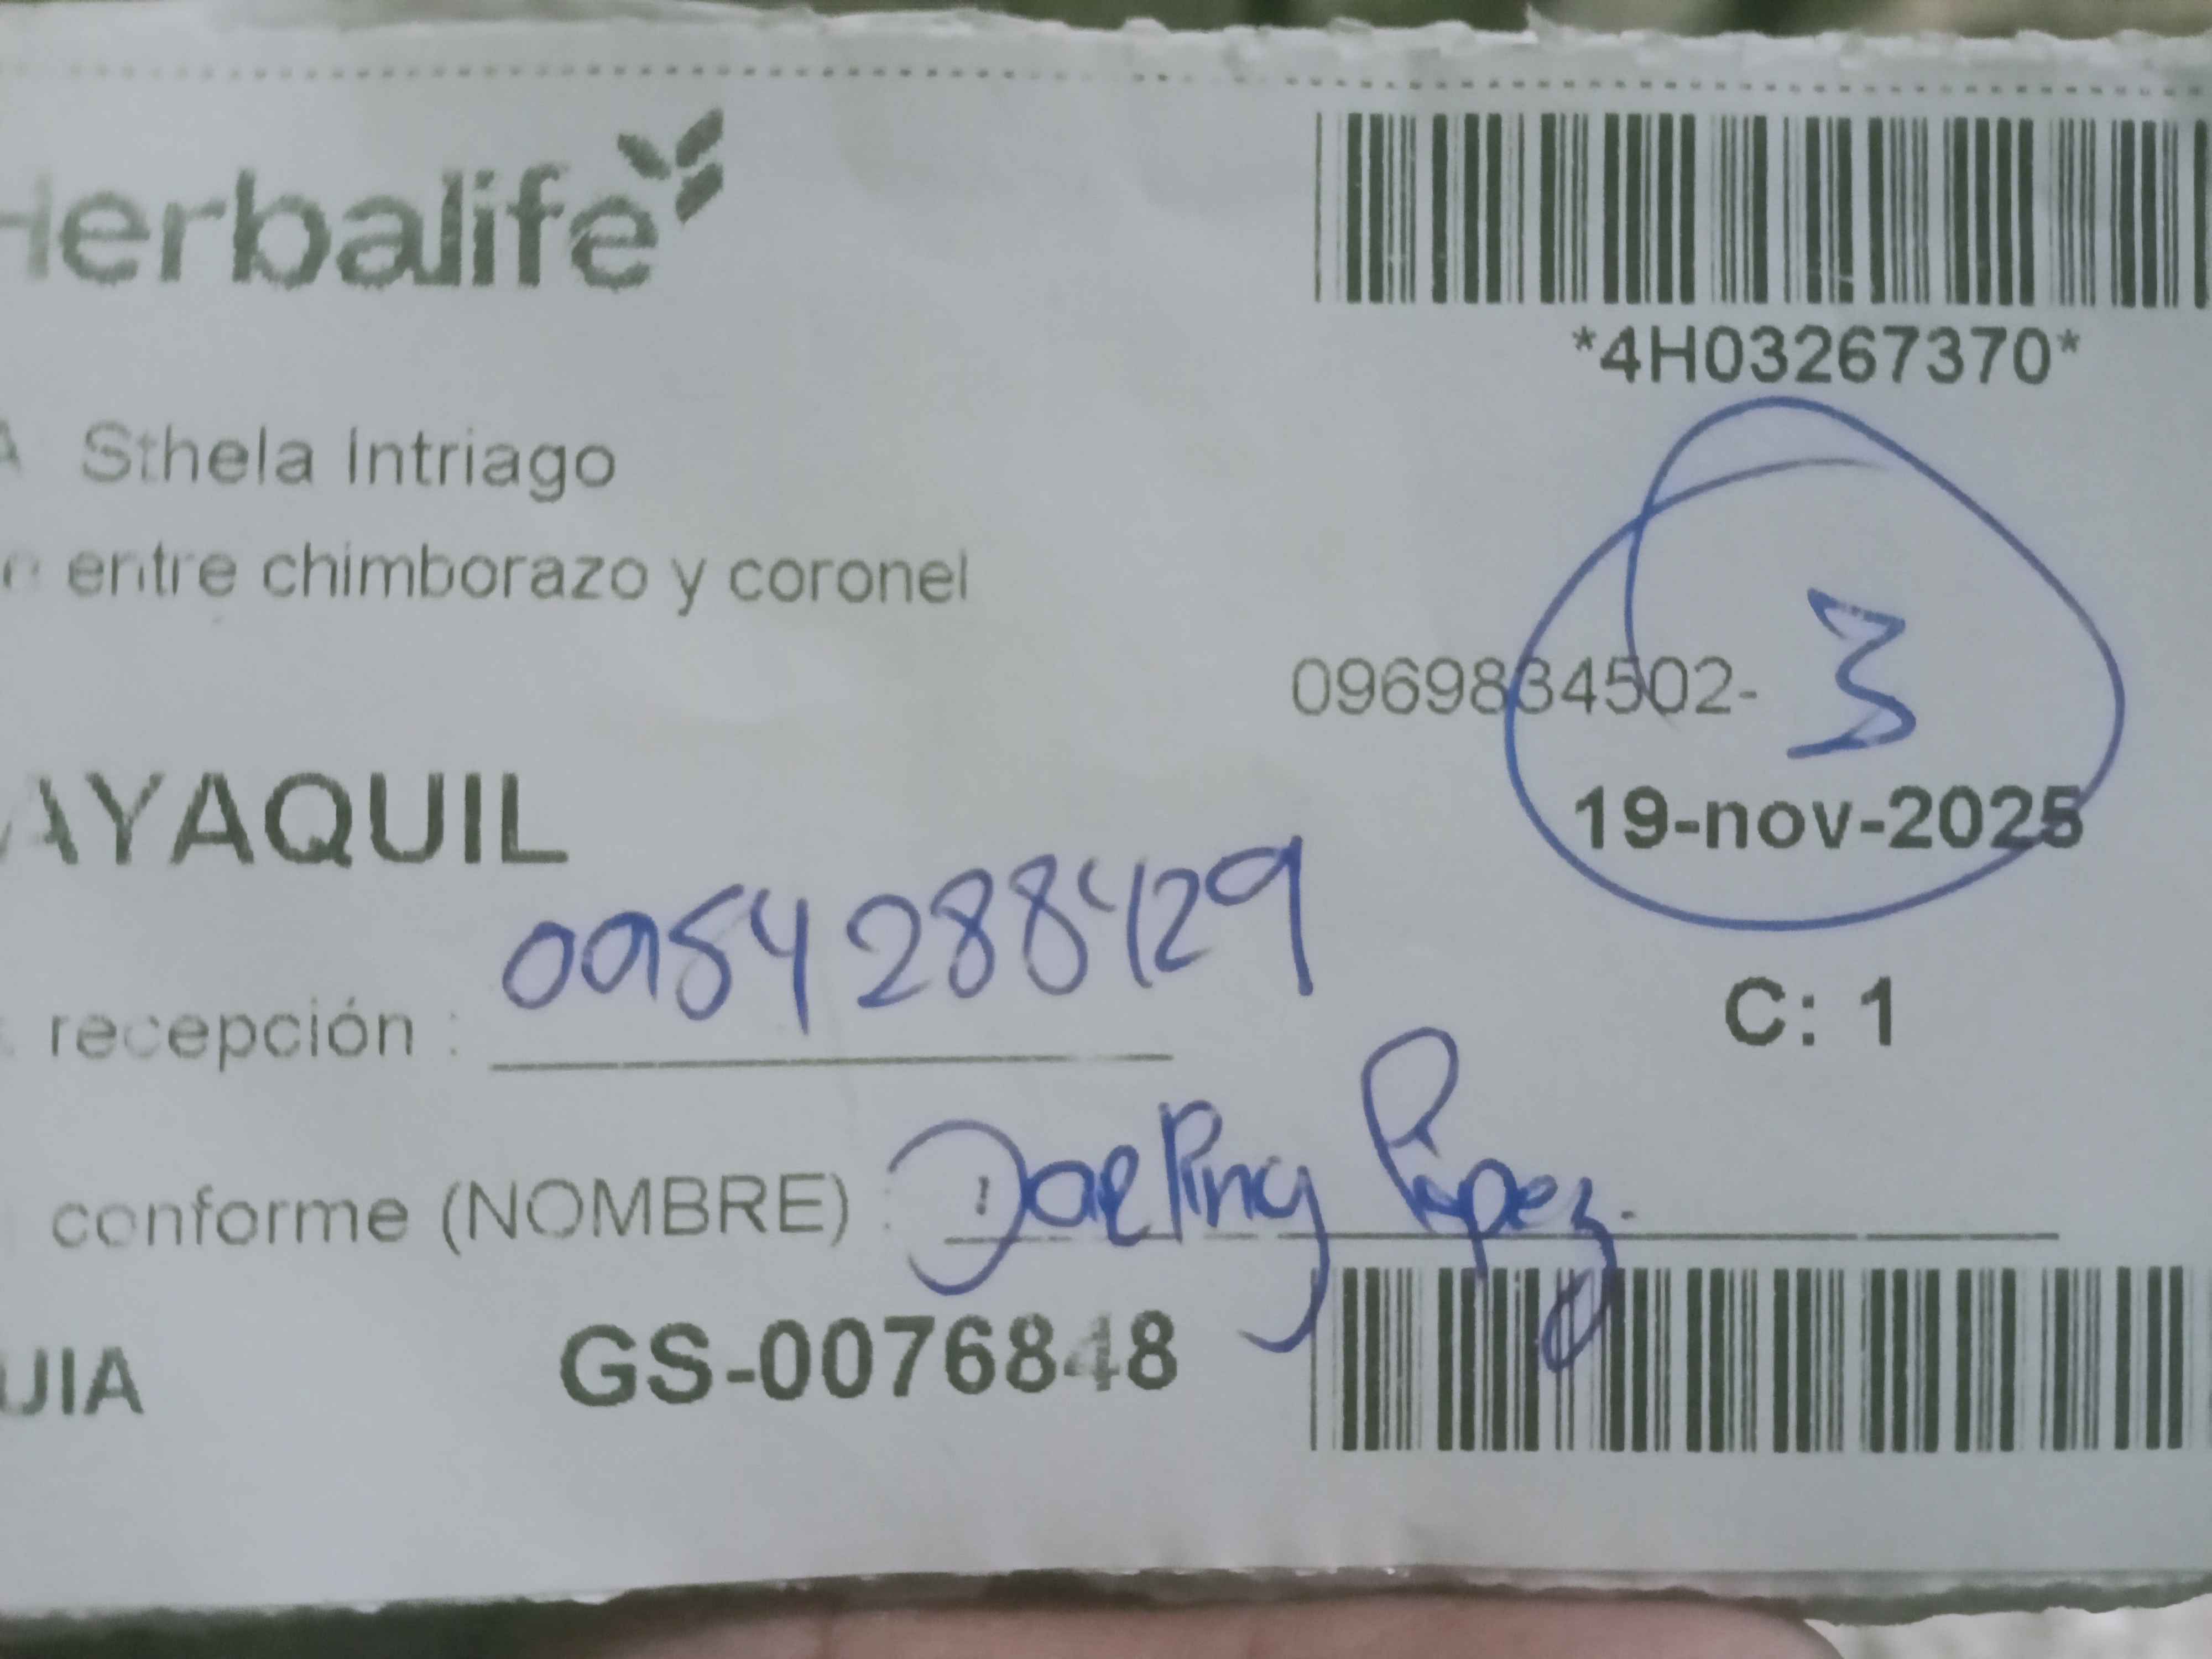 Herbalife
*4H03267370*
A Sthela Intriago
entre chimborazo y coronel
0969834502-
3
AYAQUIL
19-nov-2025
0954288429
recepción :
C: 1
conforme (NOMBRE) :
GS-0076848
UIA